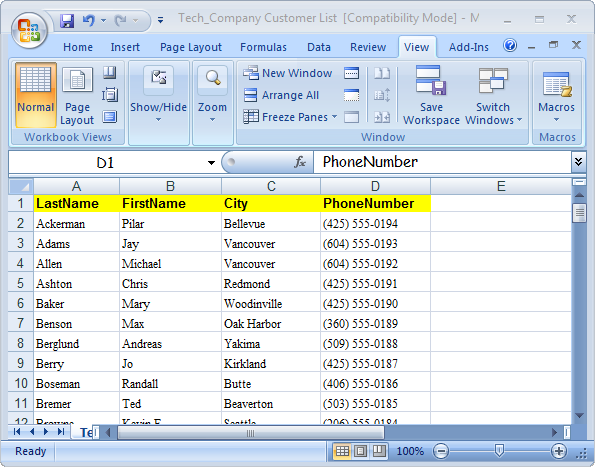 Tech_Company Customer List [Compatibility Mode] - M
Home Insert Page Layout Formulas Data Review View Add-Ins
Normal Page Layout Show/Hide Zoom New Window Arrange All Freeze Panes Save Workspace Switch Windows Macros
Workbook Views Window Macros
D1 fx PhoneNumber
A B C D E
1 LastName FirstName City PhoneNumber
2 Ackerman Pilar Bellevue (425) 555-0194
3 Adams Jay Vancouver (604) 555-0193
4 Allen Michael Vancouver (604) 555-0192
5 Ashton Chris Redmond (425) 555-0191
6 Baker Mary Woodinville (425) 555-0190
7 Benson Max Oak Harbor (360) 555-0189
8 Berglund Andreas Yakima (509) 555-0188
9 Berry Jo Kirkland (425) 555-0187
10 Boseman Randall Butte (406) 555-0186
11 Bremer Ted Beaverton (503) 555-0185
12 Kevin F Seattle (206) 555-0184
Te
Ready 100%